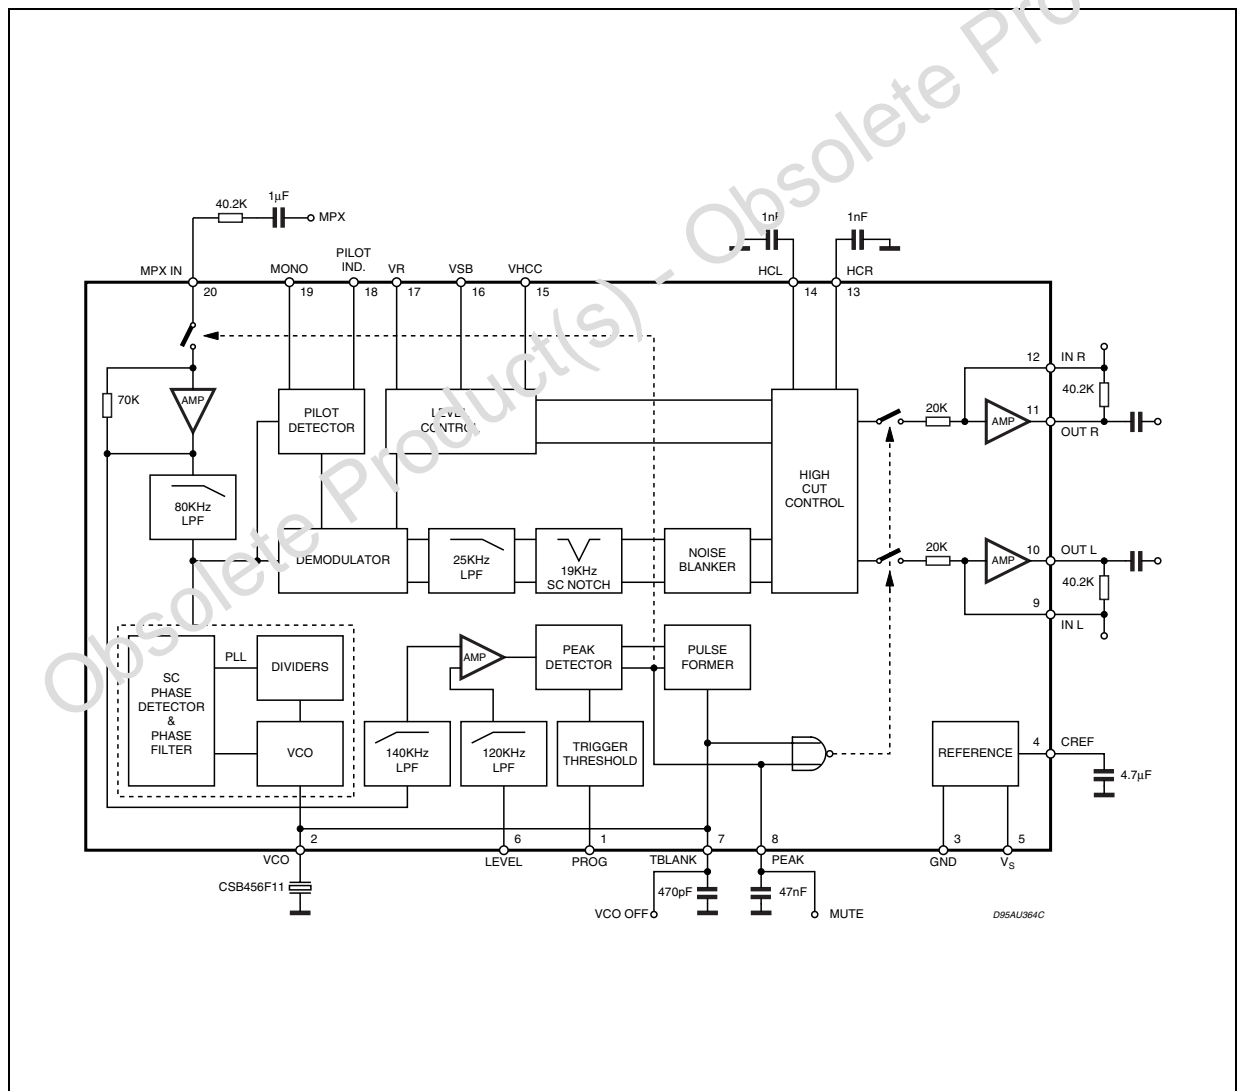 Obsolete Product(s) - Obsolete Pro
40.2K
1µF
MPX
1nF
1nF
MPX IN
20
MONO
19
PILOT
IND.
18
VR
17
VSB
16
VHCC
15
HCL
14
HCR
13
12
IN R
40.2K
70K
AMP
PILOT
DETECTOR
LEVEL
CONTROL
20K
AMP
11
OUT R
HIGH
CUT
CONTROL
80KHz
LPF
DEMODULATOR
25KHz
LPF
19KHz
SC NOTCH
NOISE
BLANKER
20K
AMP
10
OUT L
40.2K
9
IN L
SC
PHASE
DETECTOR
&
PHASE
FILTER
PLL
DIVIDERS
VCO
AMP
PEAK
DETECTOR
PULSE
FORMER
140KHz
LPF
120KHz
LPF
TRIGGER
THRESHOLD
REFERENCE
4
CREF
4.7µF
2
VCO
6
LEVEL
1
PROG
7
TBLANK
8
PEAK
3
GND
5
VS
CSB456F11
470pF
47nF
VCO OFF
MUTE
D95AU364C